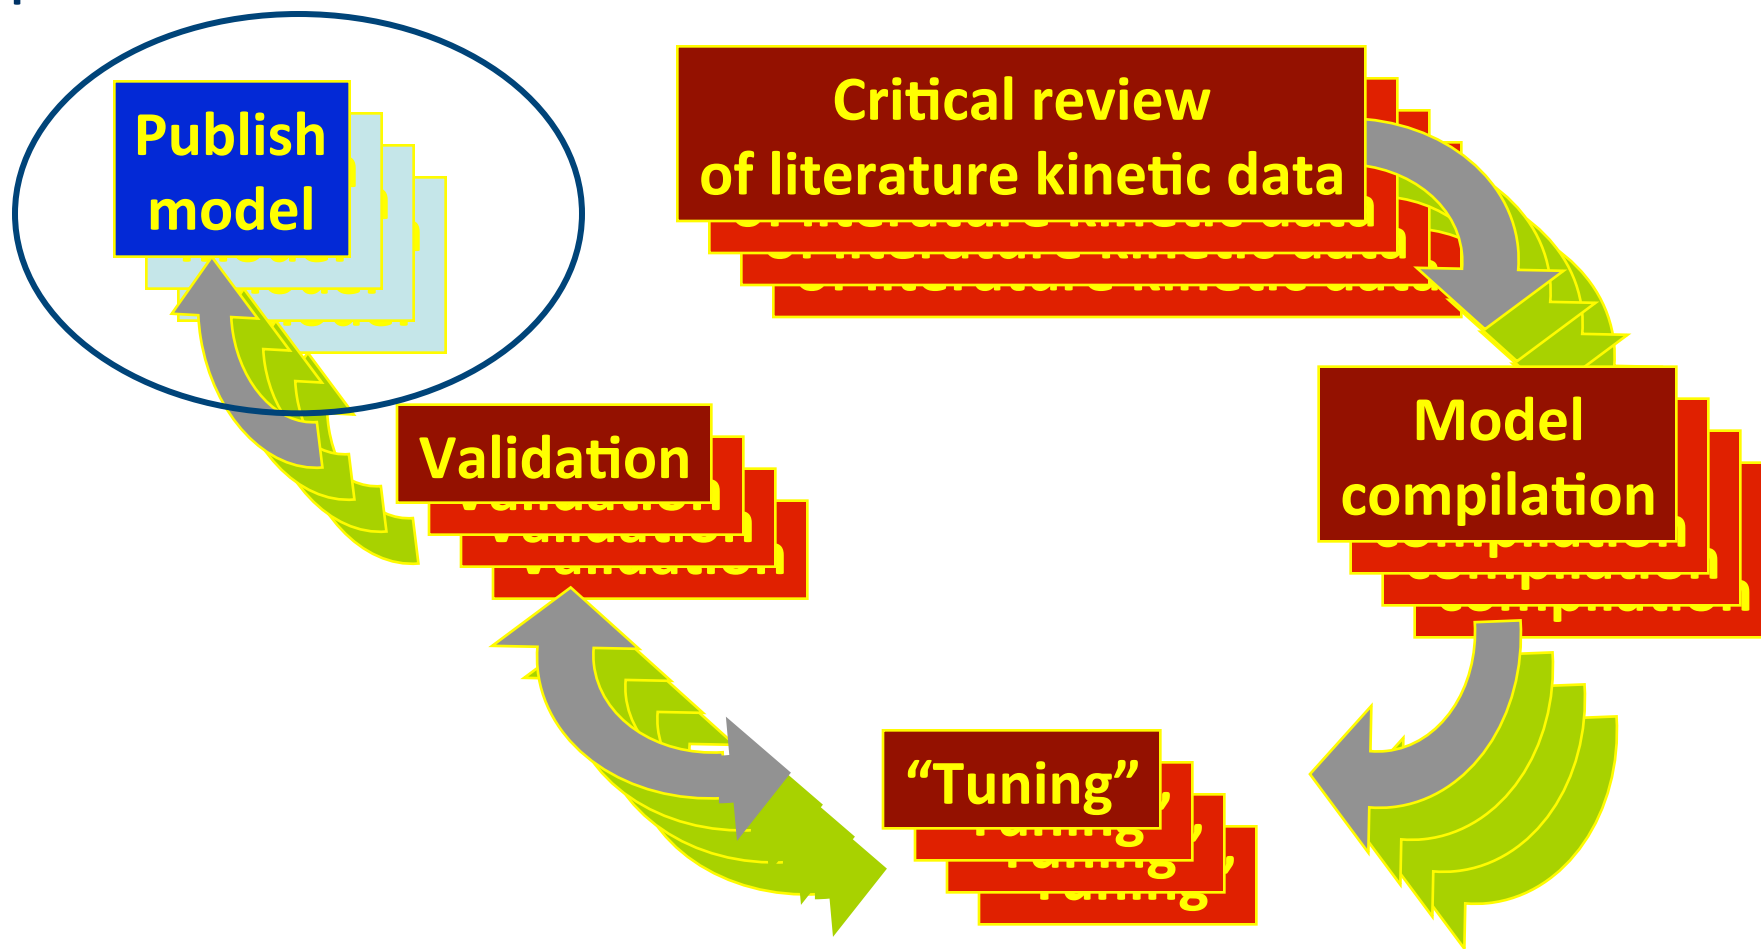 Publish
model
Critical review
of literature kinetic data
Validation
Model
compilation
“Tuning”